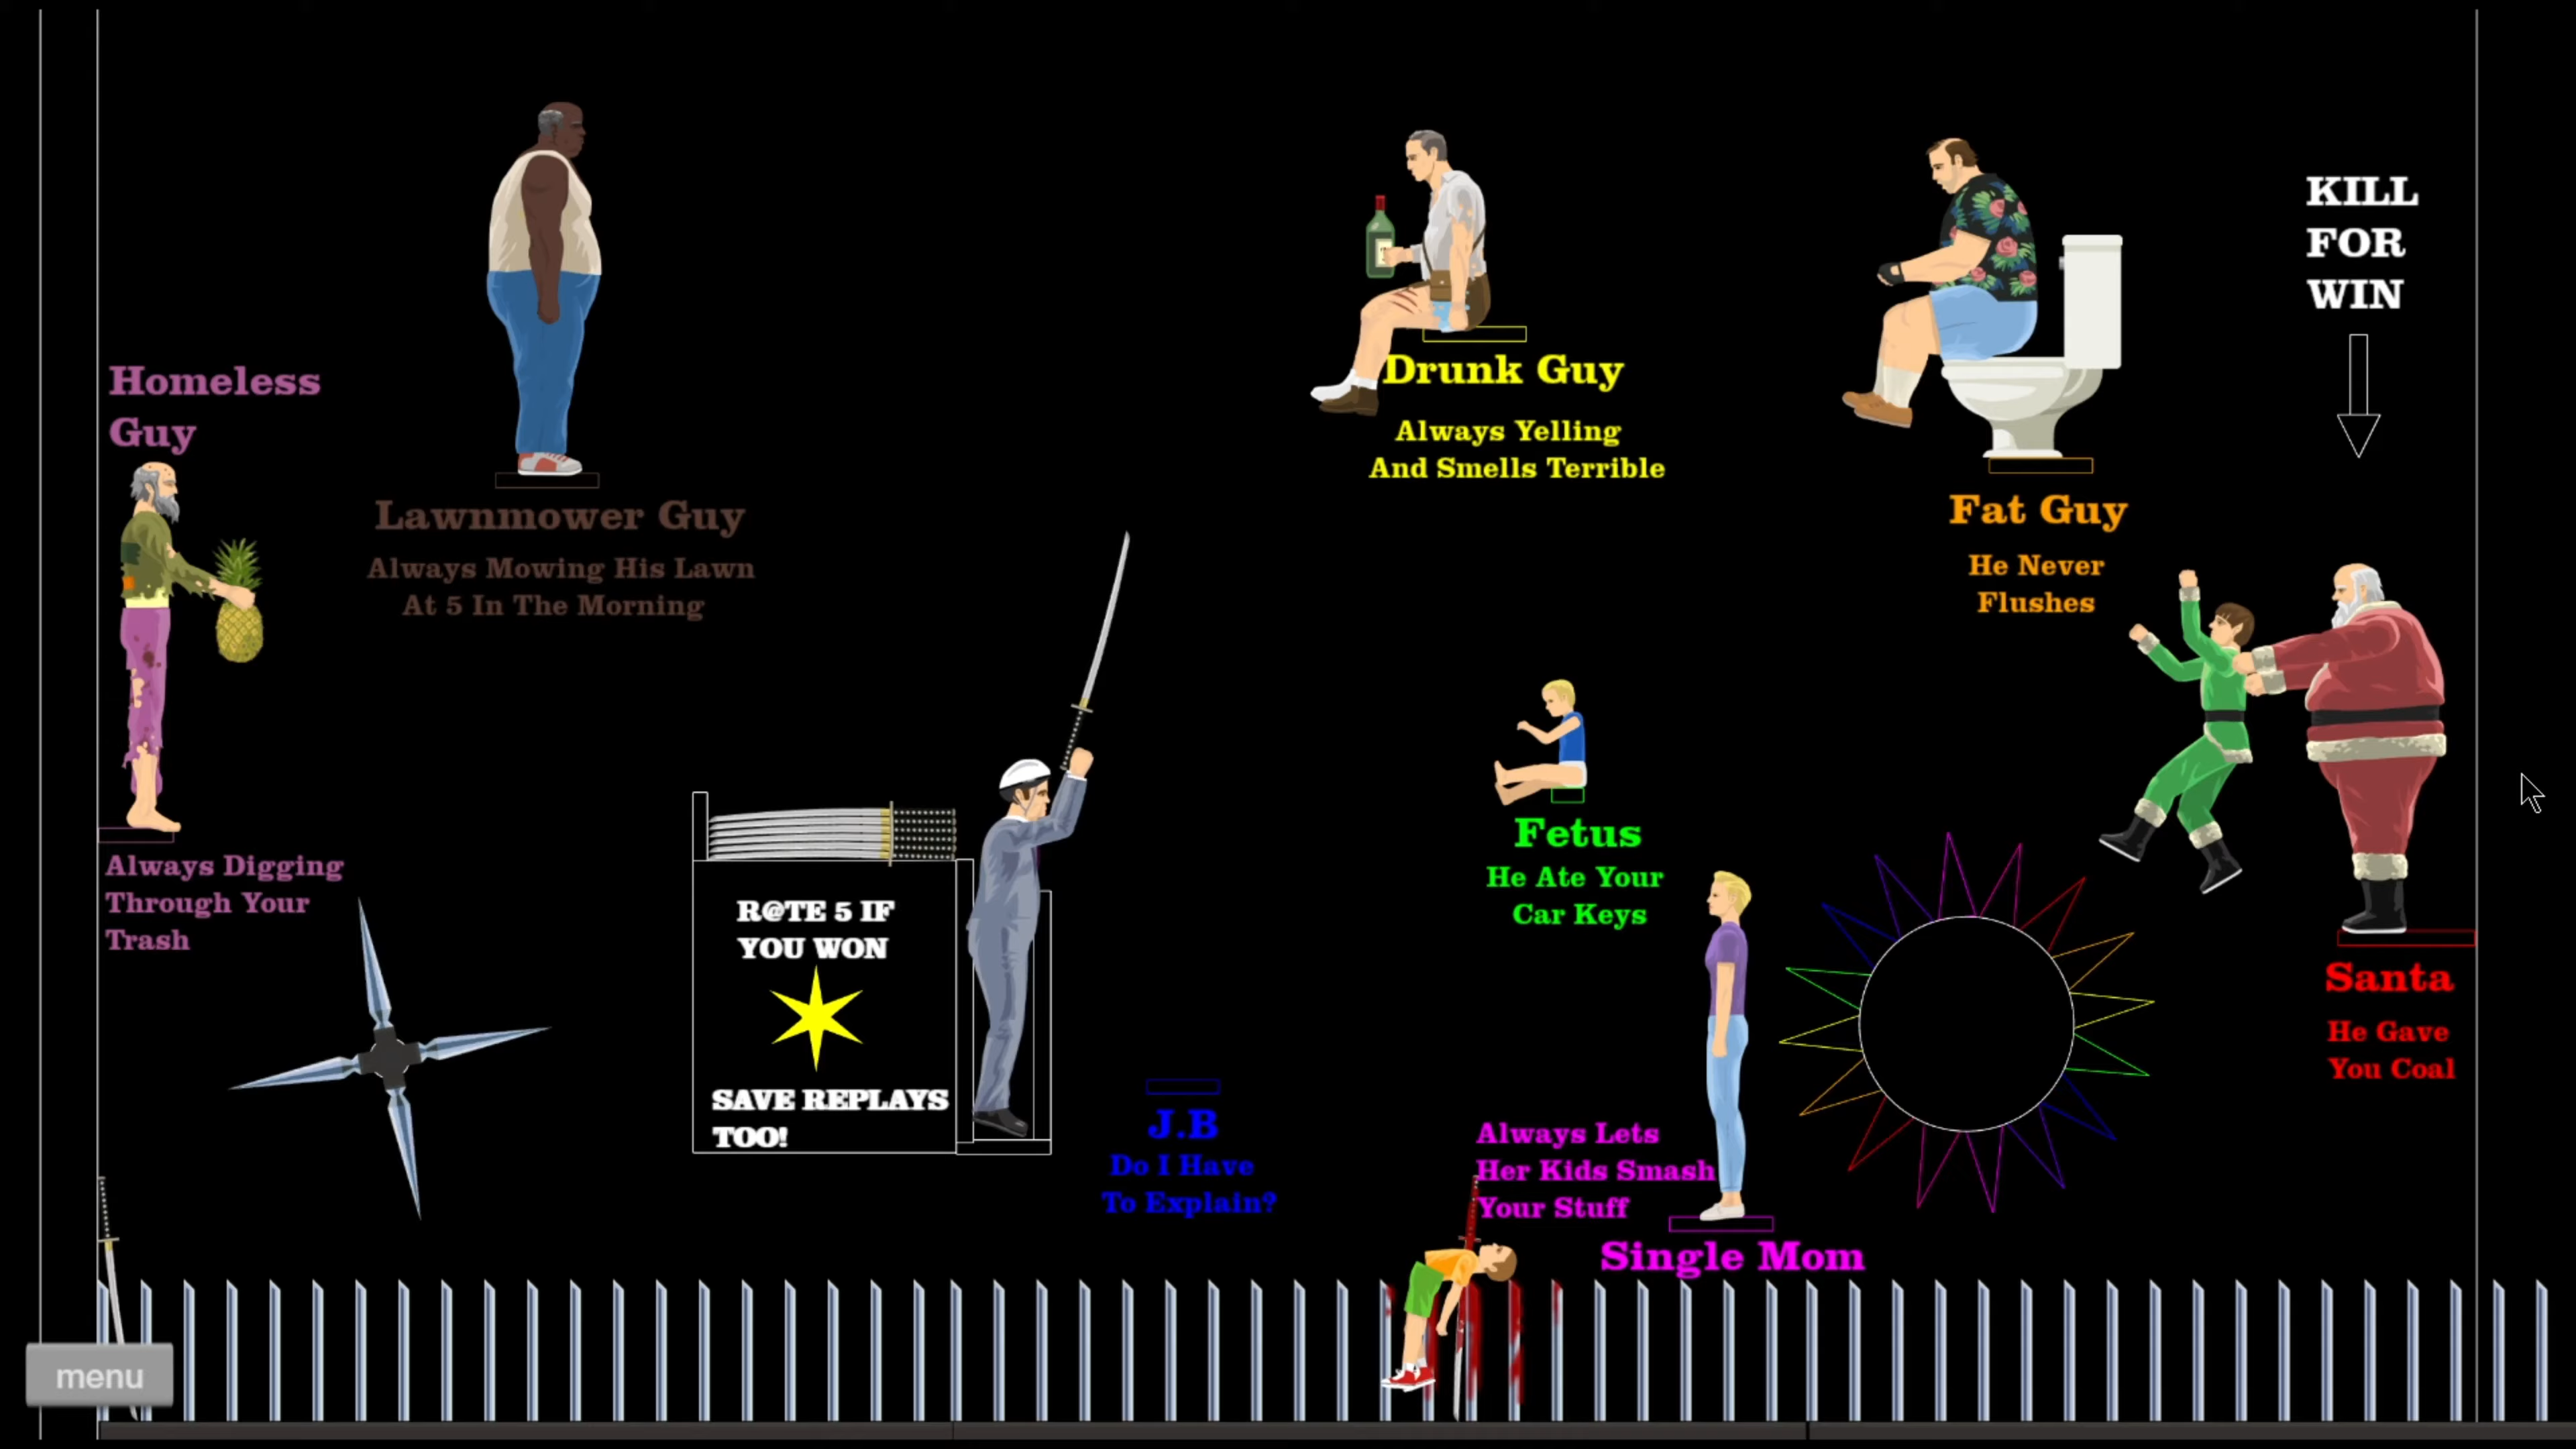 KILL
FOR
WIN
Homeless
Guy
Drunk Guy
Always Yelling
And Smells Terrible
Lawnmower Guy
Always Mowing His Lawn
At 5 In The Morning
Fat Guy
He Never
Flushes
Always Digging
Through Your
Trash
R@TE 5 IF
YOU WON
SAVE REPLAYS
TOO!
Fetus
He Ate Your
Car Keys
Santa
He Gave
You Coal
J.B
Do I Have
To Explain?
Always Lets
Her Kids Smash
Your Stuff
Single Mom
menu